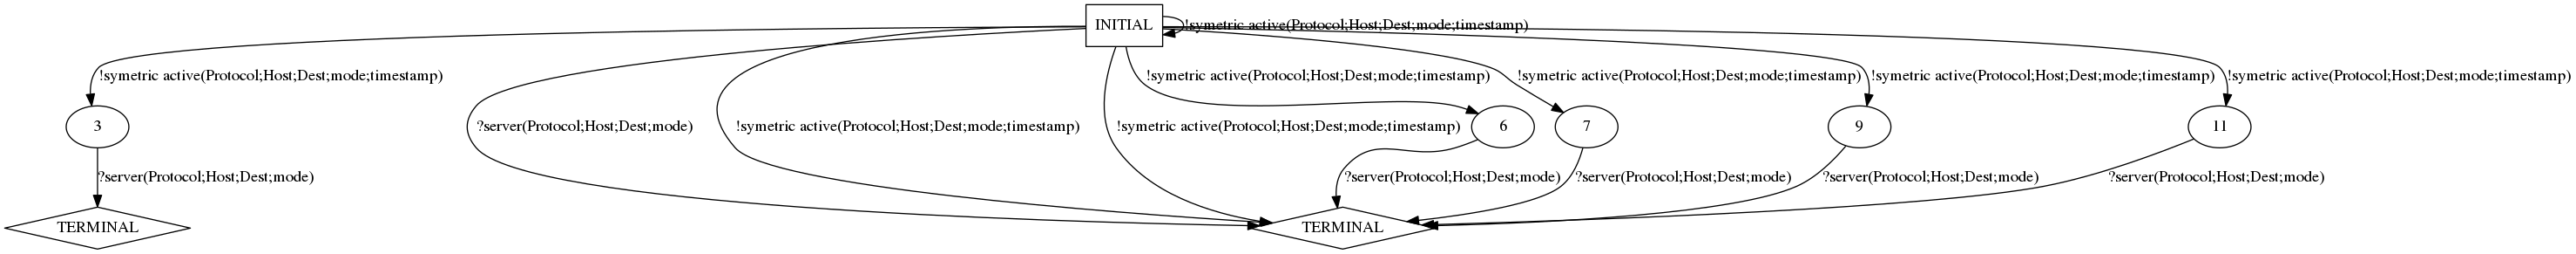 INITIAL
!symetric active(Protocol;Host;Dest;mode;timestamp)
!symetric active(Protocol;Host;Dest;mode;timestamp)
!symetric active(Protocol;Host;Dest;mode;timestamp)
!symetric active(Protocol;Host;Dest;mode;timestamp)
!symetric active(Protocol;Host;Dest;mode;timestamp)
!symetric active(Protocol;Host;Dest;mode;timestamp)
3
?server(Protocol;Host;Dest;mode)
!symetric active(Protocol;Host;Dest;mode;timestamp)
!symetric active(Protocol;Host;Dest;mode;timestamp)
6
7
9
11
?server(Protocol;Host;Dest;mode)
?server(Protocol;Host;Dest;mode)
?server(Protocol;Host;Dest;mode)
?server(Protocol;Host;Dest;mode)
?server(Protocol;Host;Dest;mode)
TERMINAL
TERMINAL